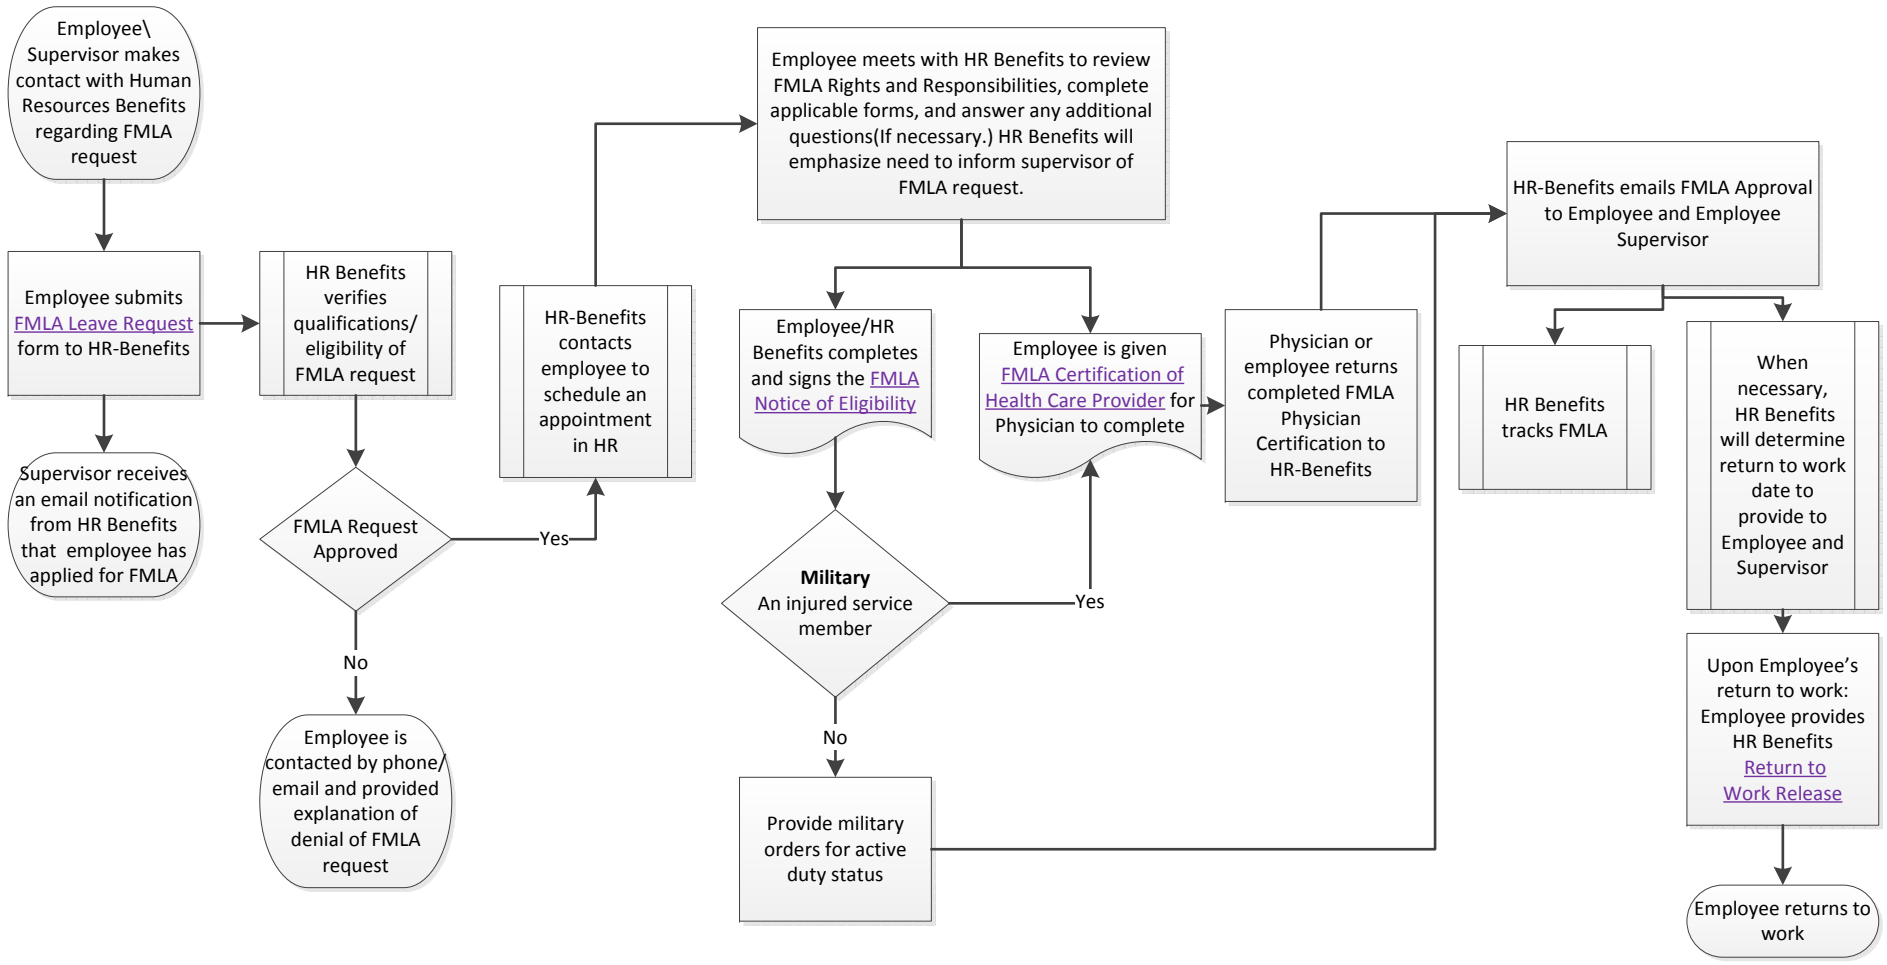 Employee\
Supervisor makes
contact with Human
Resources Benefits
regarding FMLA
request
Employee submits
FMLA Leave Request
form to HR-Benefits
Supervisor receives
an email notification
from HR Benefits
that employee has
applied for FMLA
HR Benefits
verifies
qualifications/
eligibility of
FMLA request
FMLA Request
Approved
Yes
No
Employee is
contacted by phone/
email and provided
explanation of
denial of FMLA
request
HR-Benefits
contacts
employee to
schedule an
appointment
in HR
Employee meets with HR Benefits to review
FMLA Rights and Responsibilities, complete
applicable forms, and answer any additional
questions(If necessary.) HR Benefits will
emphasize need to inform supervisor of
FMLA request.
Employee/HR
Benefits completes
and signs the FMLA
Notice of Eligibility
Military
An injured service
member
Yes
No
Provide military
orders for active
duty status
Employee is given
FMLA Certification of
Health Care Provider for
Physician to complete
Physician or
employee returns
completed FMLA
Physician
Certification to
HR-Benefits
HR-Benefits emails FMLA Approval
to Employee and Employee
Supervisor
HR Benefits
tracks FMLA
When
necessary,
HR Benefits
will determine
return to work
date to
provide to
Employee and
Supervisor
Upon Employee’s
return to work:
Employee provides
HR Benefits
Return to
Work Release
Employee returns to
work